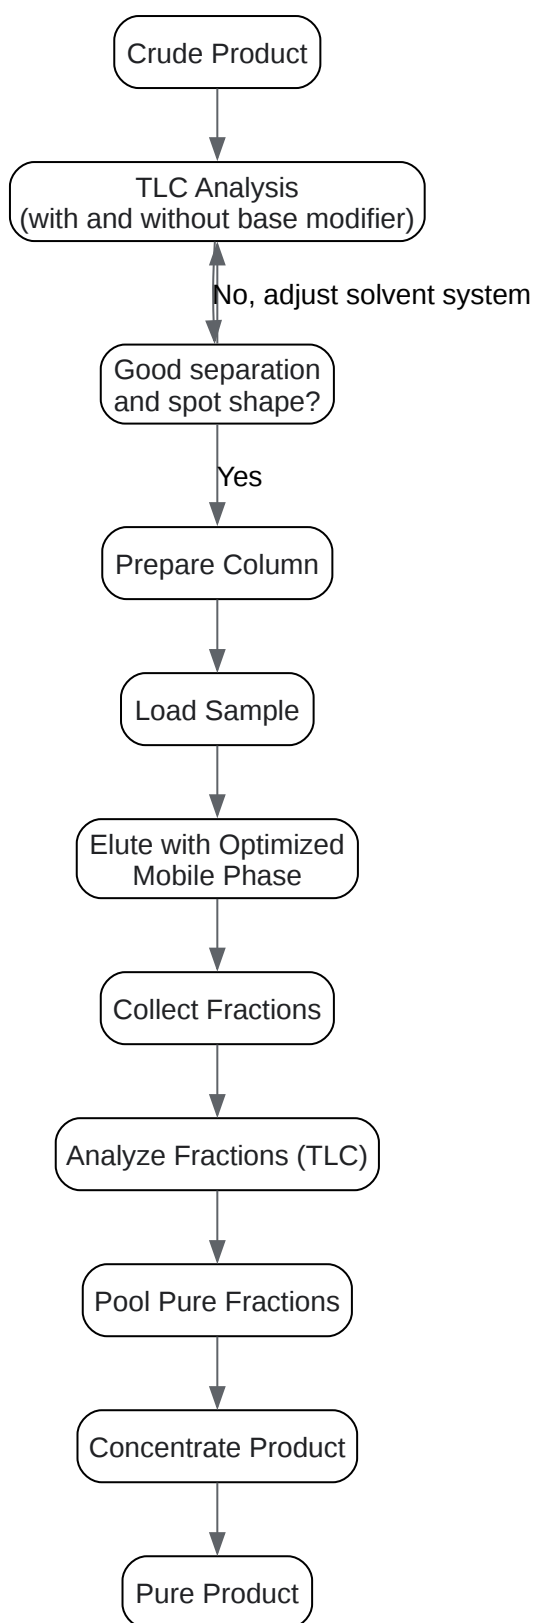 Crude Product
TLC Analysis
(with and without base modifier)
No, adjust solvent system
Good separation
and spot shape?
Yes
Prepare Column
Load Sample
Elute with Optimized
Mobile Phase
Collect Fractions
Analyze Fractions (TLC)
Pool Pure Fractions
Concentrate Product
Pure Product